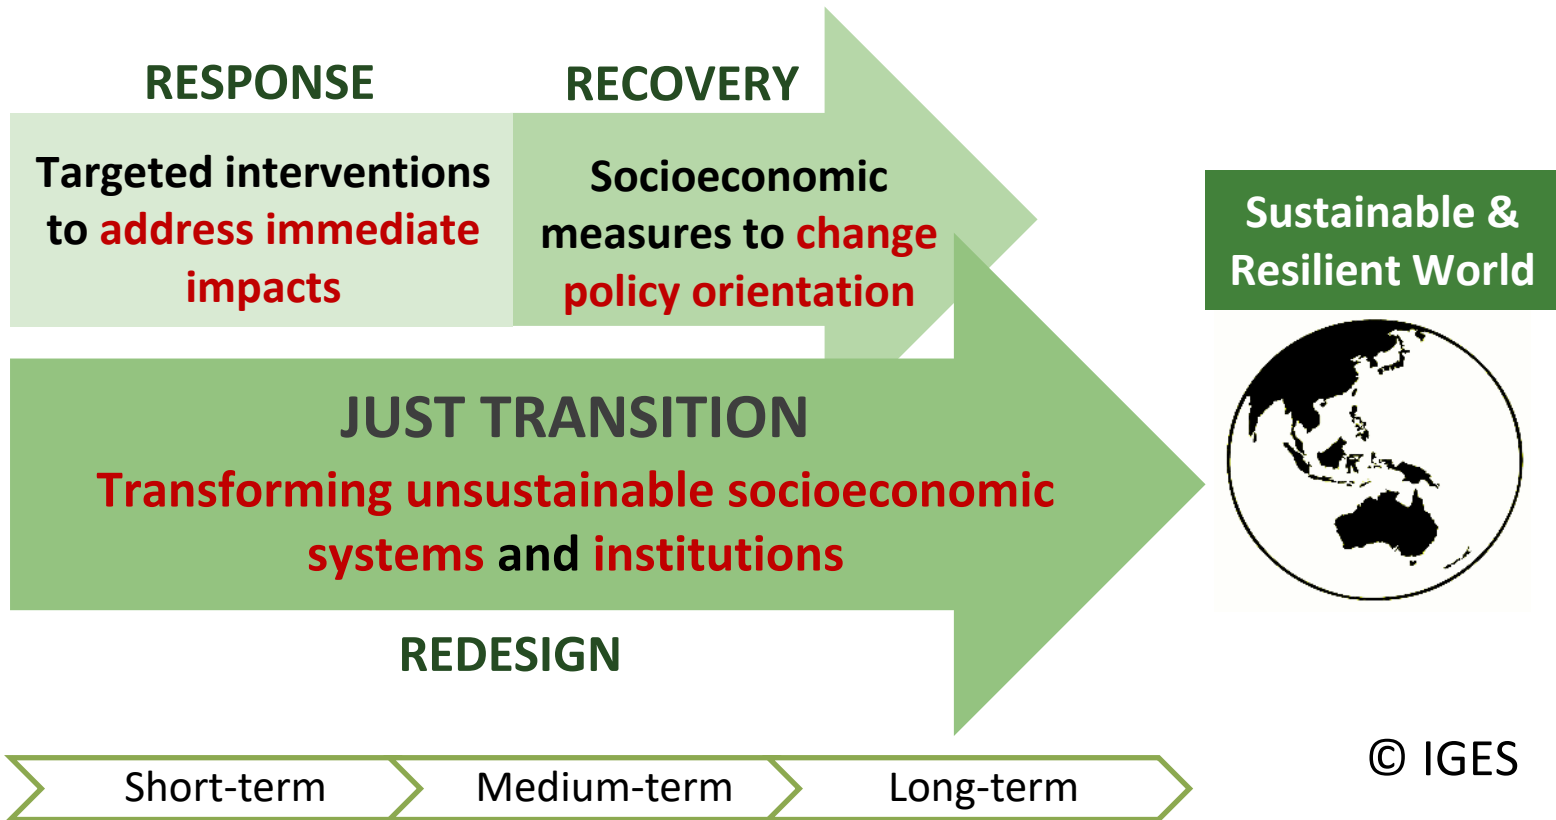 RESPONSE
Targeted interventions
to address immediate
impacts
RECOVERY
Socioeconomic
measures to change
policy orientation
JUST TRANSITION
Transforming unsustainable socioeconomic
systems and institutions
REDESIGN
Sustainable &
Resilient World
Short-term
Medium-term
Long-term
© IGES